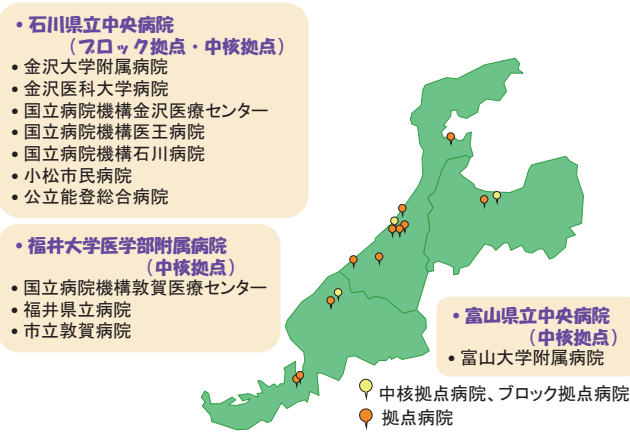 ・石川県立中央病院
（ブロック拠点・中核拠点）
• 金沢大学附属病院
• 金沢医科大学病院
• 国立病院機構金沢医療センター
• 国立病院機構医王病院
• 国立病院機構石川病院
• 小松市民病院
• 公立能登総合病院
・福井大学医学部附属病院
（中核拠点）
• 国立病院機構敦賀医療センター
• 福井県立病院
• 市立敦賀病院
・富山県立中央病院
（中核拠点）
• 富山大学附属病院
中核拠点病院、ブロック拠点病院
拠点病院